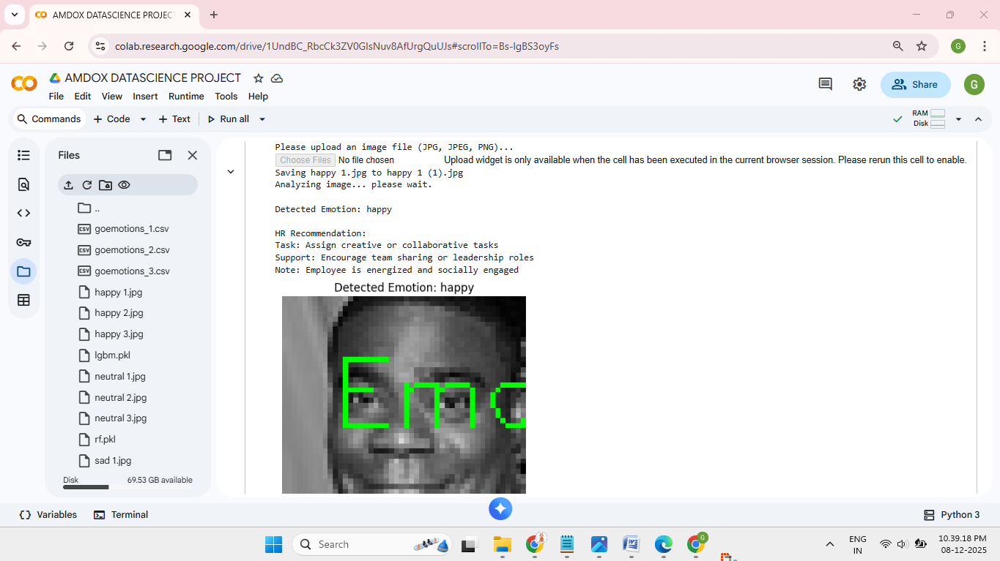 AMDOX DATASCIENCE PROJECT
colab.research.google.com/drive/1UndBC_RbcCk3ZV0GIsNuv8AfUrgQuUJs#scrollTo=Bs-IgBS3oyFs
G
AMDOX DATASCIENCE PROJECT
File Edit View Insert Runtime Tools Help
Share
G
Commands + Code + Text Run all
RAM
Disk
Files
..
goemotions_1.csv
goemotions_2.csv
goemotions_3.csv
happy 1.jpg
happy 2.jpg
happy 3.jpg
lgbm.pkl
neutral 1.jpg
neutral 2.jpg
neutral 3.jpg
rf.pkl
sad 1.jpg
Disk 69.53 GB available
Please upload an image file (JPG, JPEG, PNG)...
Choose Files No file chosen Upload widget is only available when the cell has been executed in the current browser session. Please rerun this cell to enable.
Saving happy 1.jpg to happy 1 (1).jpg
Analyzing image... please wait.
Detected Emotion: happy
HR Recommendation:
Task: Assign creative or collaborative tasks
Support: Encourage team sharing or leadership roles
Note: Employee is energized and socially engaged
Detected Emotion: happy
Em
Variables Terminal
Python 3
Search
ENG
IN
10.39.18 PM
08-12-2025